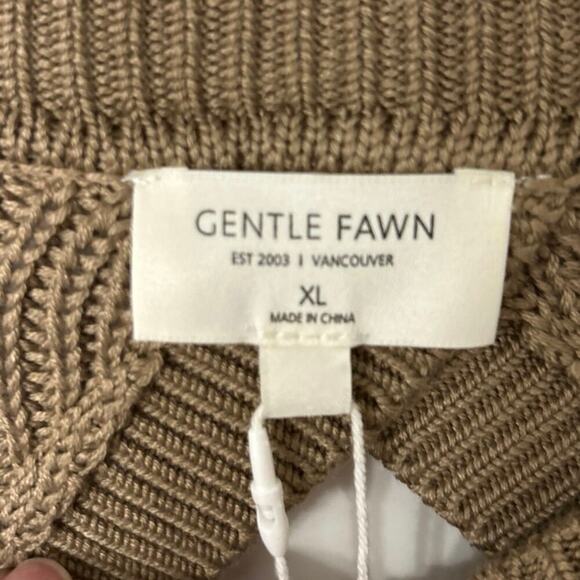 GENTLE FAWN
EST 2003 | VANCOUVER
XL
MADE IN CHINA